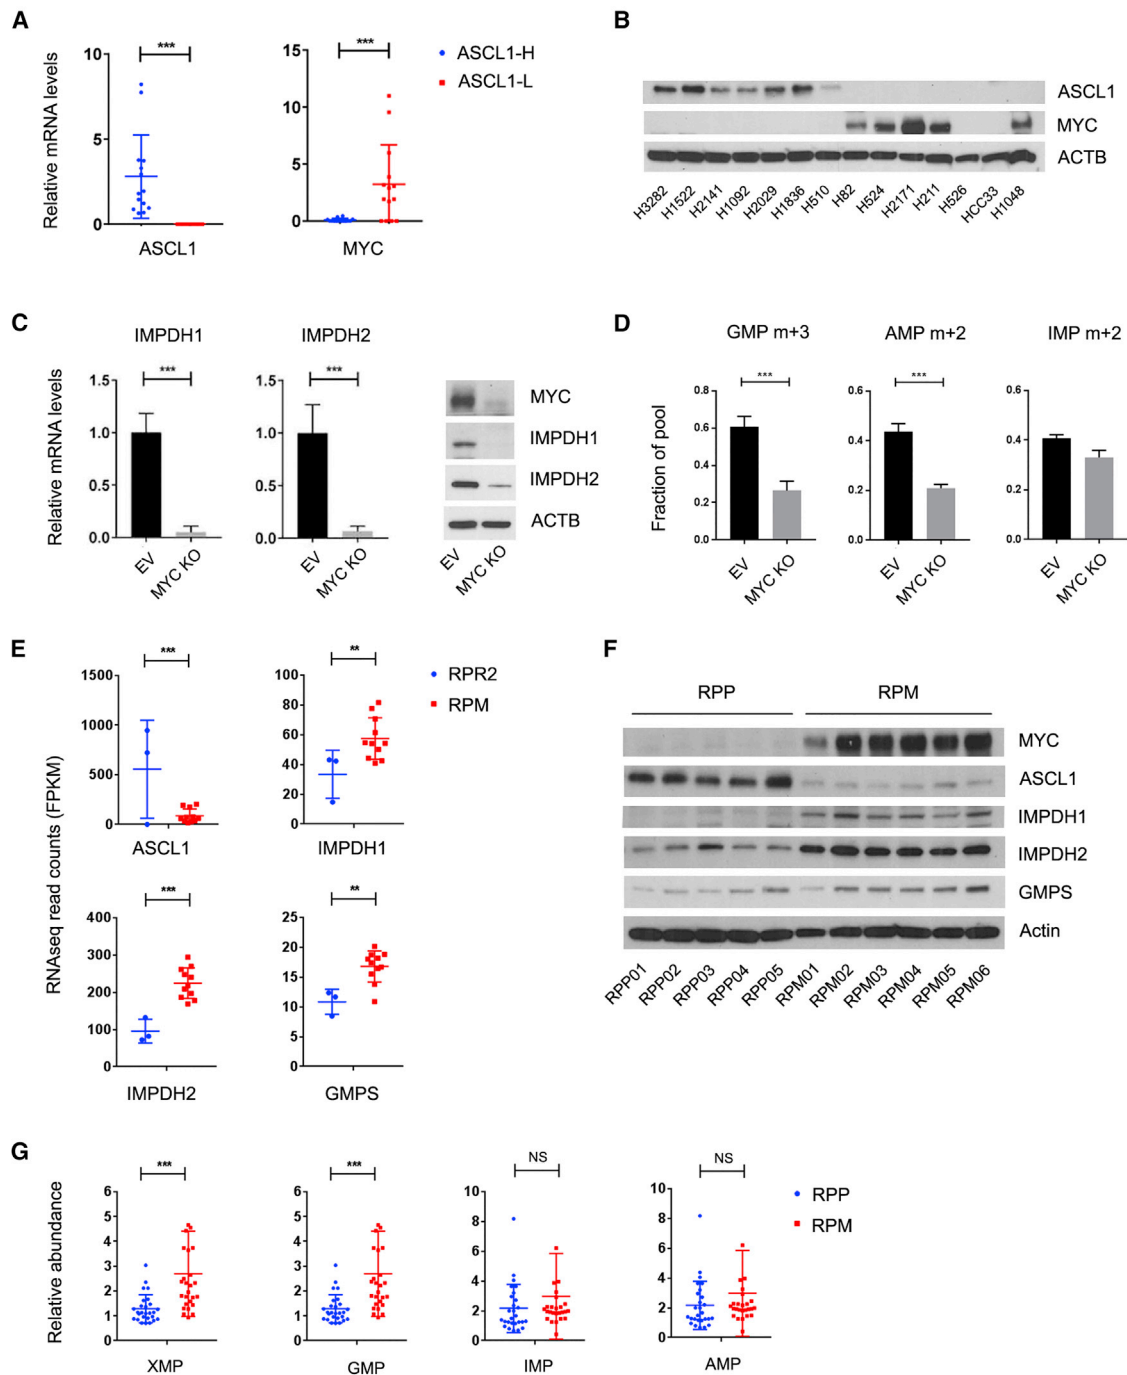 A
***
***
ASCL1-H
ASCL1-L
Relative mRNA levels
10
5
0
15
10
5
0
ASCL1
MYC
B
ASCL1
MYC
ACTB
H3282
H1522
H2141
H1092
H2029
H1836
H510
H82
H524
H2171
H211
H526
HCC33
H1048
C
IMPDH1
IMPDH2
***
***
Relative mRNA levels
1.5
1.0
0.5
0.0
1.5
1.0
0.5
0.0
EV
MYC KO
EV
MYC KO
MYC
IMPDH1
IMPDH2
ACTB
EV
MYC KO
D
GMP m+3
AMP m+2
IMP m+2
***
***
Fraction of pool
0.8
0.6
0.4
0.2
0.0
0.6
0.4
0.2
0.0
0.6
0.4
0.2
0.0
EV
MYC KO
EV
MYC KO
EV
MYC KO
E
***
**
RPR2
RPM
RNAseq read counts (FPKM)
1500
1000
500
0
100
80
60
40
20
0
ASCL1
IMPDH1
***
**
400
300
200
100
0
25
20
15
10
5
0
IMPDH2
GMPS
F
RPP
RPM
MYC
ASCL1
IMPDH1
IMPDH2
GMPS
Actin
RPP01
RPP02
RPP03
RPP04
RPP05
RPM01
RPM02
RPM03
RPM04
RPM05
RPM06
G
***
***
NS
NS
RPP
RPM
Relative abundance
6
5
4
3
2
1
0
6
5
4
3
2
1
0
10
8
6
4
2
0
10
8
6
4
2
0
XMP
GMP
IMP
AMP